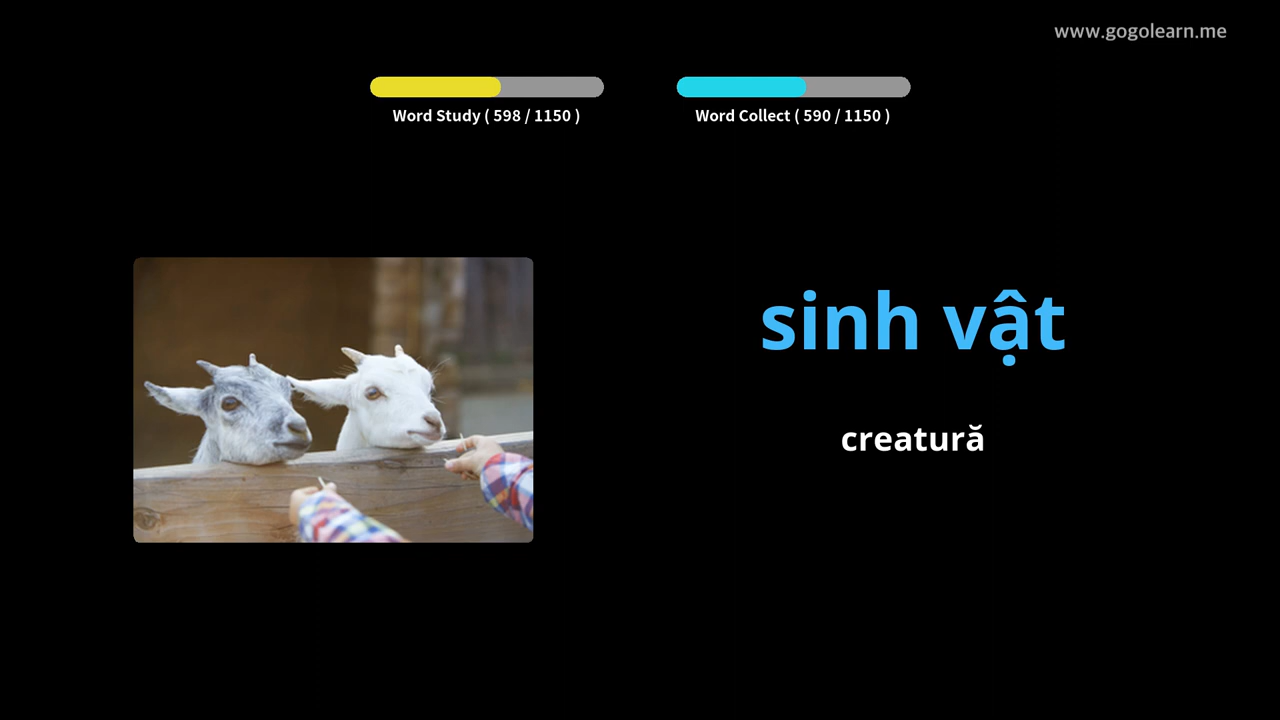 www.gogolearn.me
Word Study ( 598 / 1150 )
Word Collect ( 590 / 1150 )
sinh vật
creatură